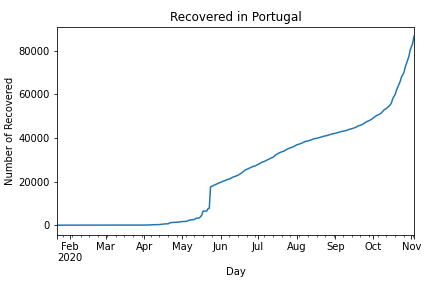 Recovered in Portugal
Number of Recovered
80000
60000
40000
20000
0
Feb Mar Apr May Jun Jul Aug Sep Oct Nov
2020
Day